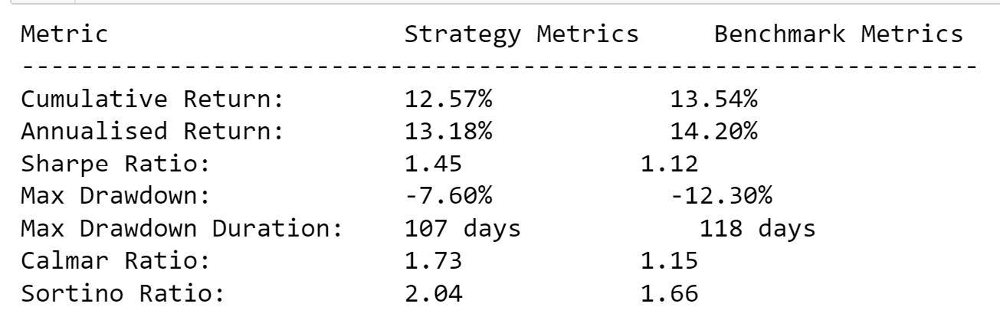 Metric Strategy Metrics Benchmark Metrics
-----------------------------------------------------------------
Cumulative Return: 12.57% 13.54%
Annualised Return: 13.18% 14.20%
Sharpe Ratio: 1.45 1.12
Max Drawdown: -7.60% -12.30%
Max Drawdown Duration: 107 days 118 days
Calmar Ratio: 1.73 1.15
Sortino Ratio: 2.04 1.66